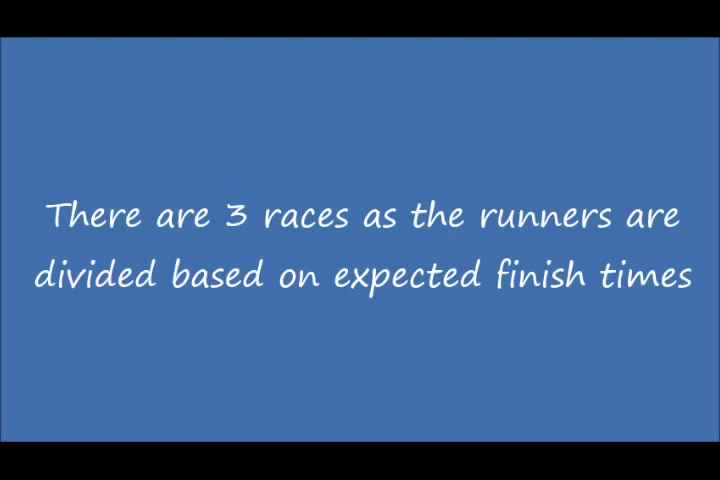 There are 3 races as the runners are
divided based on expected finish times